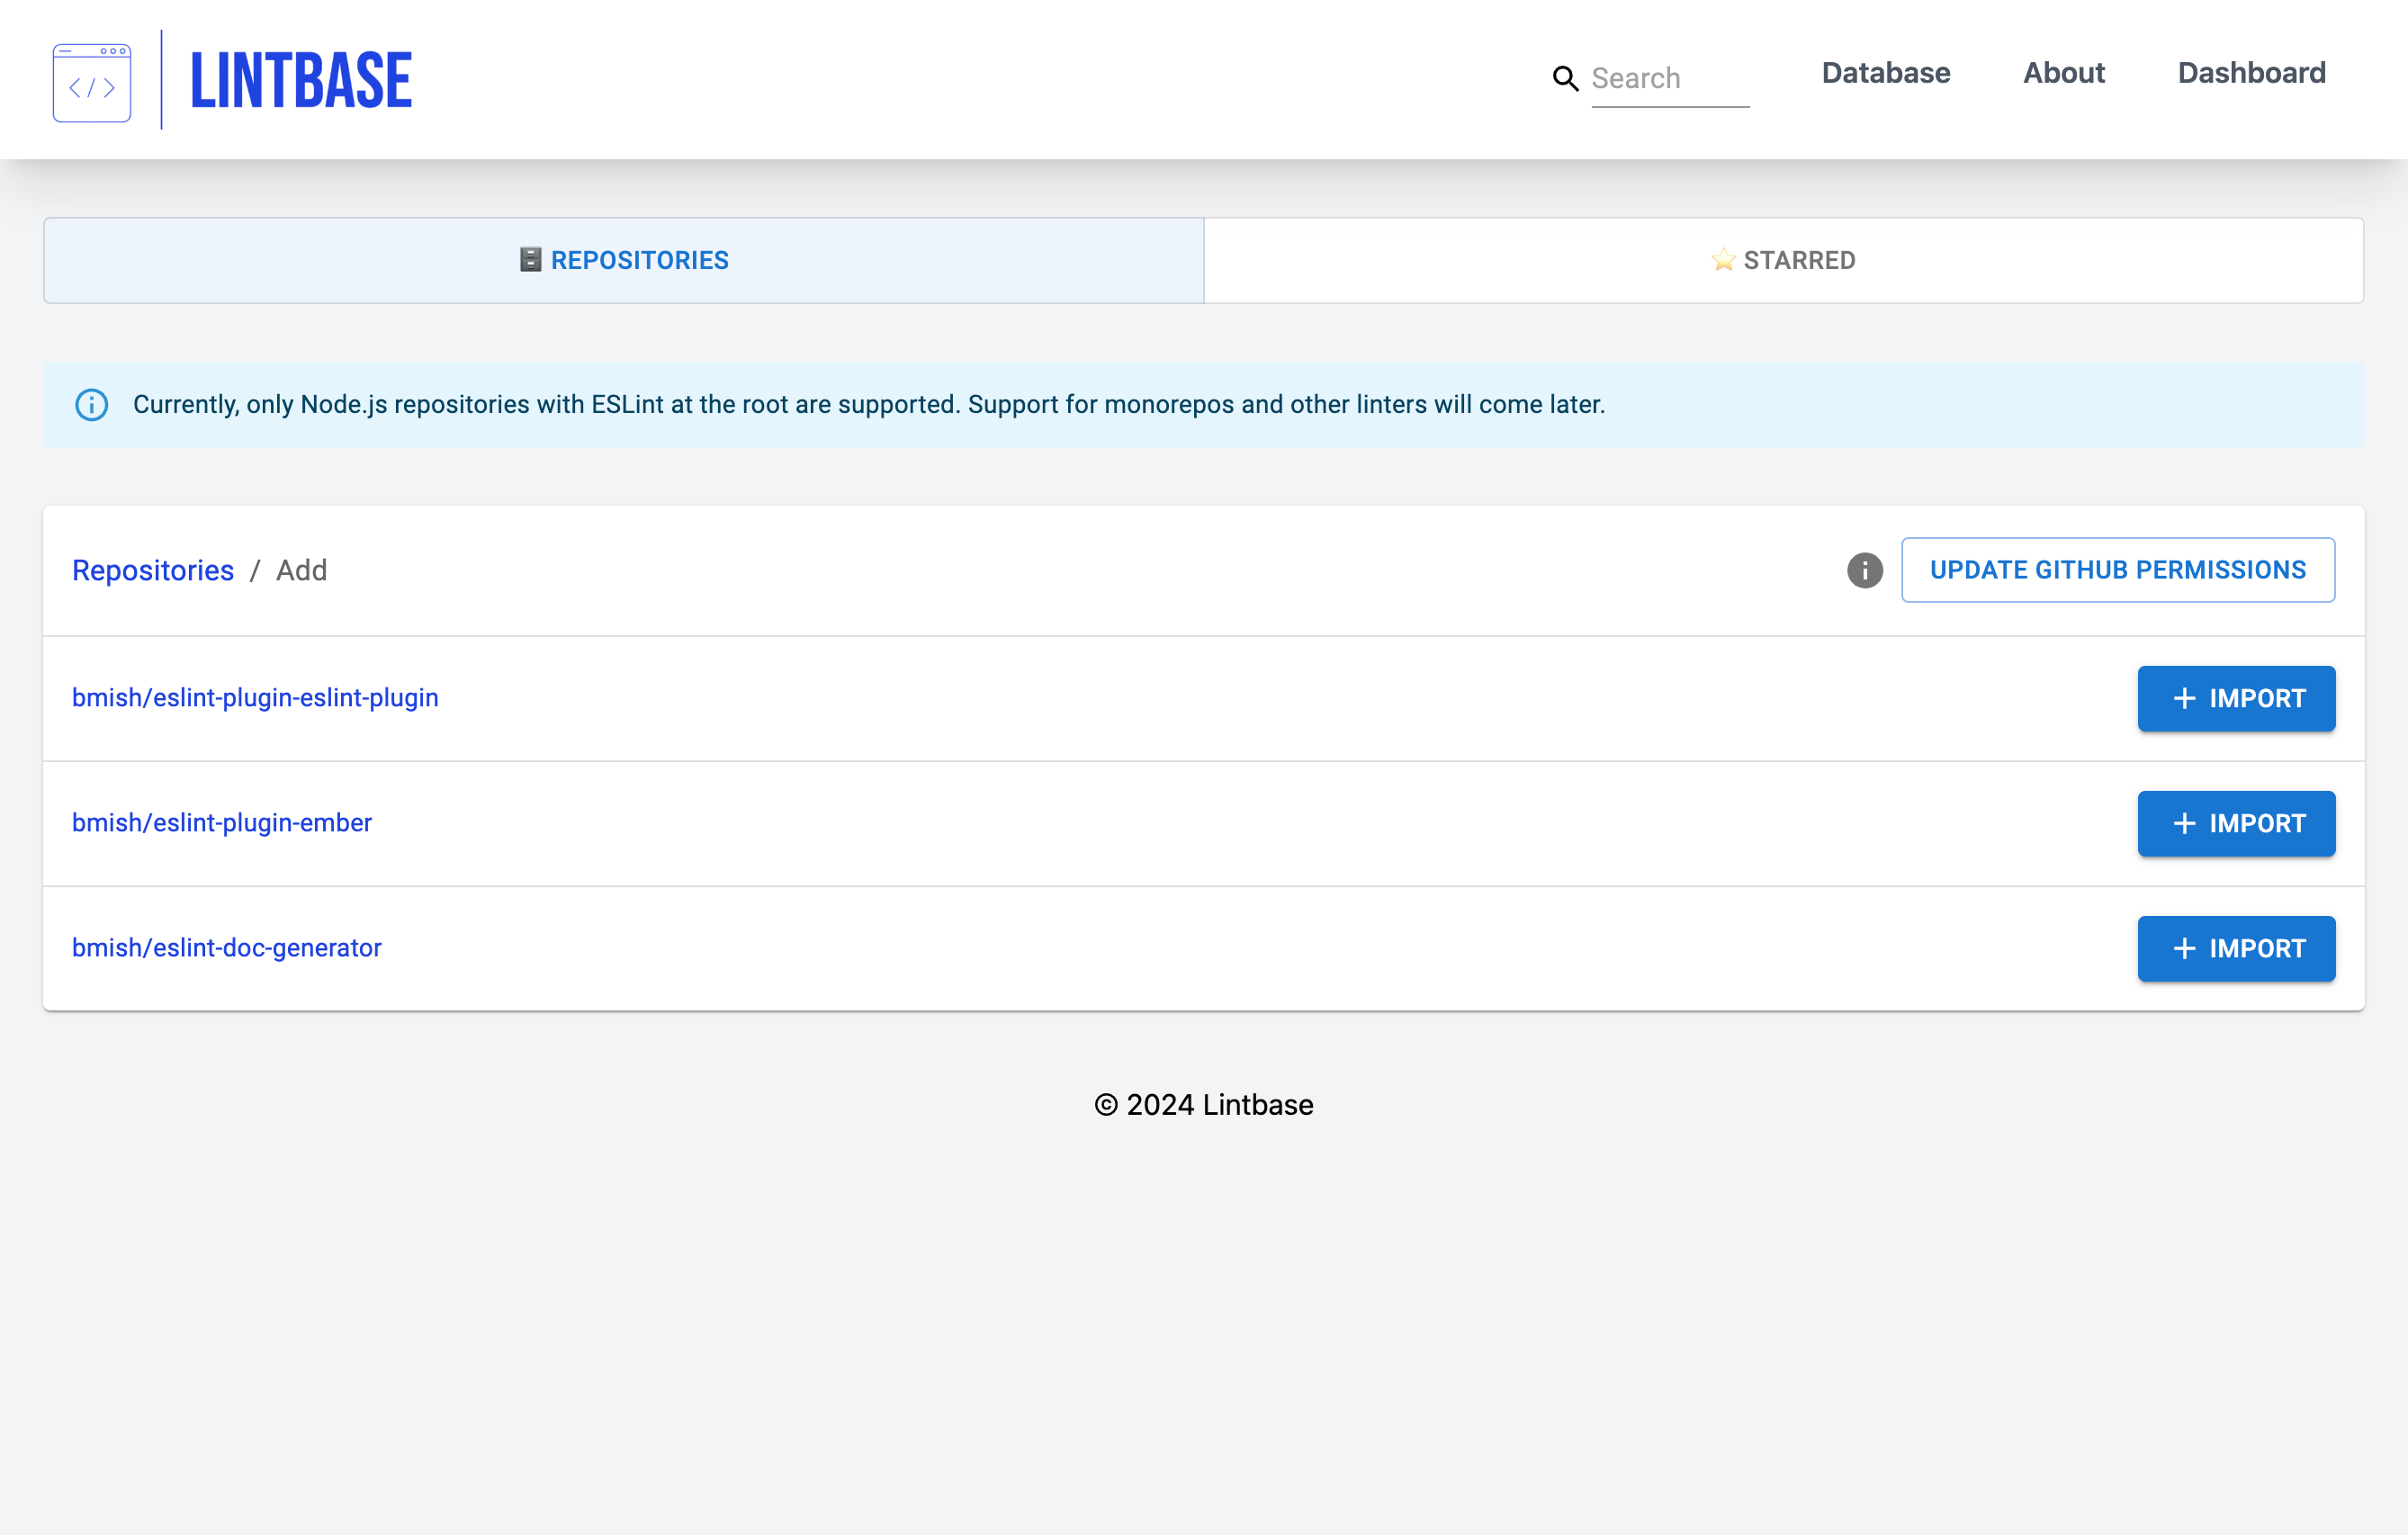 </>
LINTBASE
Search
Database
About
Dashboard
REPOSITORIES
STARRED
Currently, only Node.js repositories with ESLint at the root are supported. Support for monorepos and other linters will come later.
Repositories / Add
UPDATE GITHUB PERMISSIONS
bmish/eslint-plugin-eslint-plugin
+ IMPORT
bmish/eslint-plugin-ember
+ IMPORT
bmish/eslint-doc-generator
+ IMPORT
© 2024 Lintbase